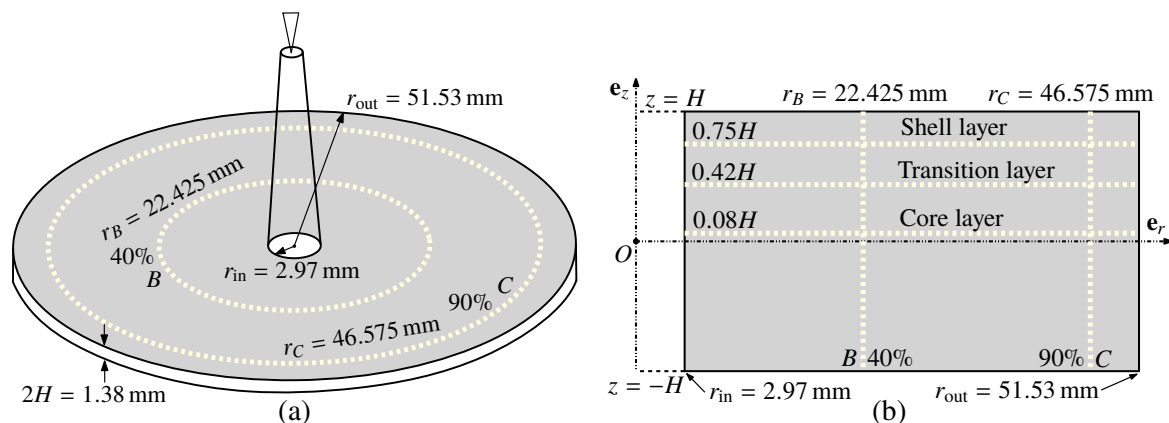 r_out = 51.53 mm
r_B = 22.425 mm
40%
B
r_in = 2.97 mm
90%
C
r_C = 46.575 mm
2H = 1.38 mm
(a)
e_z
z = H
r_B = 22.425 mm
r_C = 46.575 mm
0.75H
Shell layer
0.42H
Transition layer
0.08H
Core layer
e_r
O
B 40%
90% C
z = −H
r_in = 2.97 mm
r_out = 51.53 mm
(b)